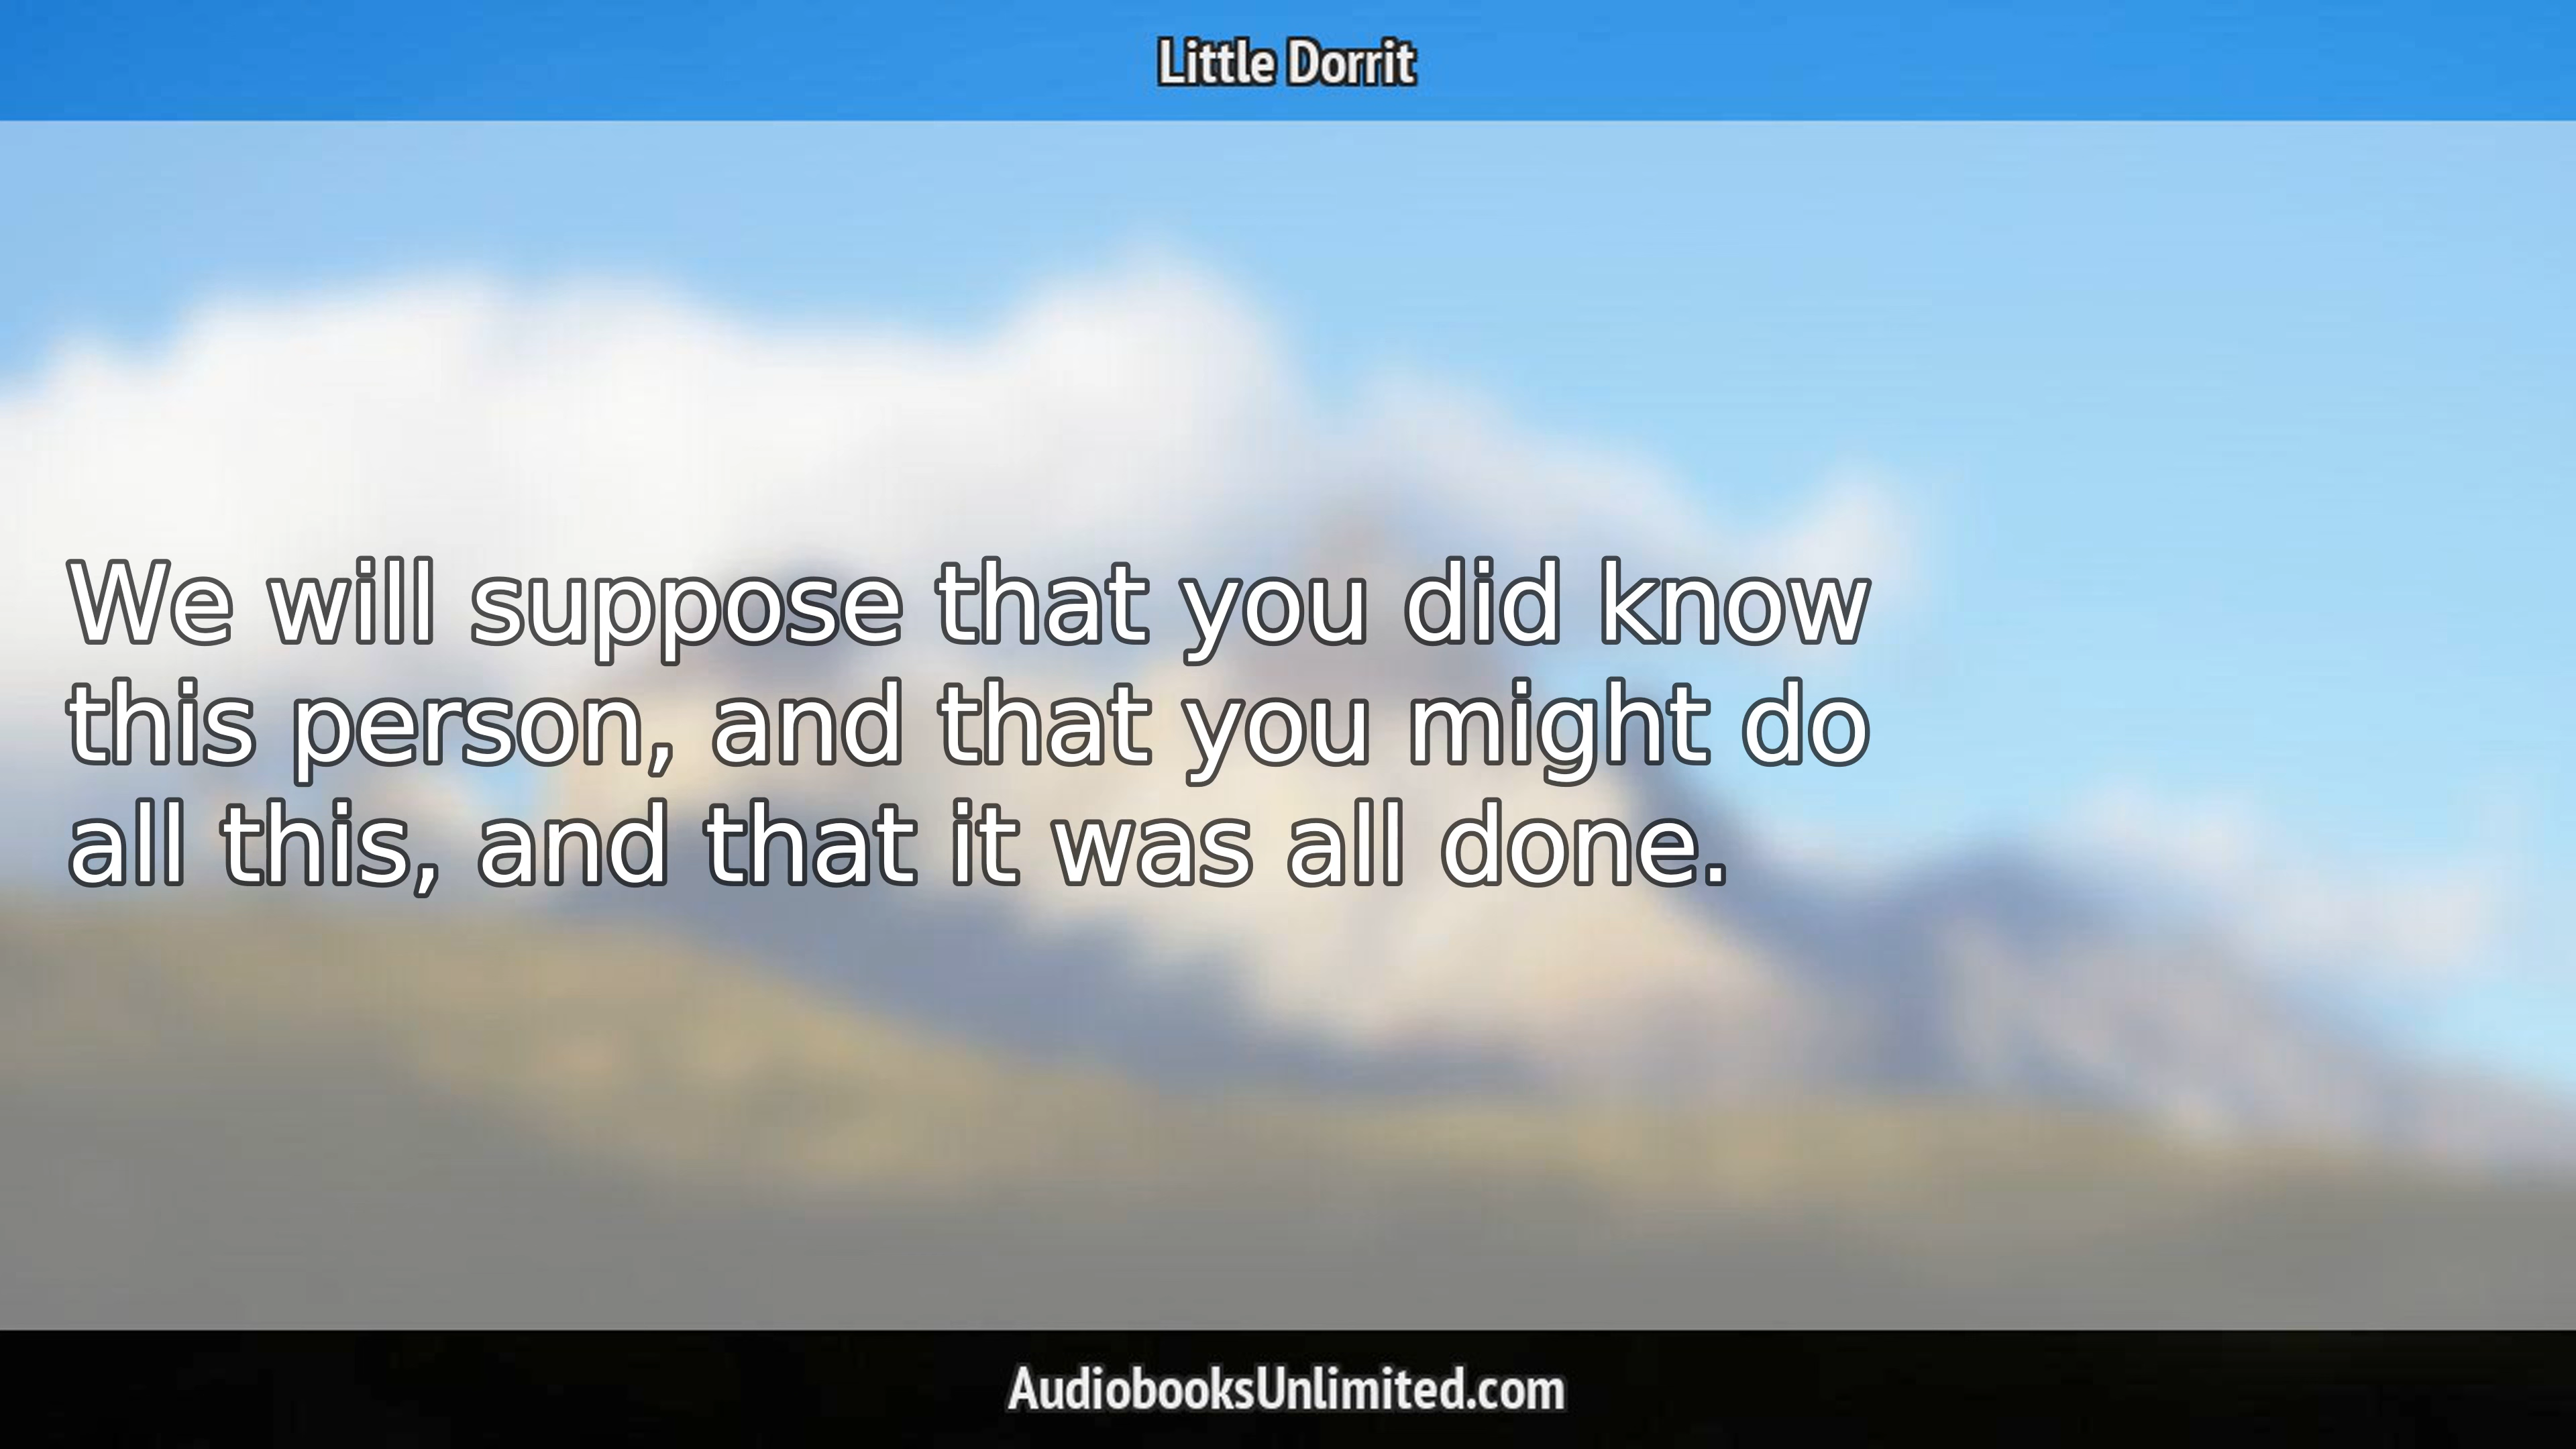 Little Dorrit
We will suppose that you did know
this person, and that you might do
all this, and that it was all done.
AudiobooksUnlimited.com